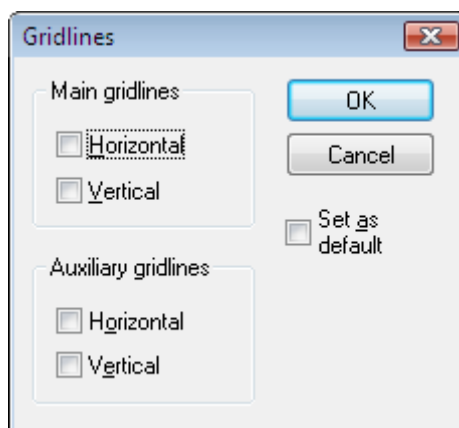 Gridlines
Main gridlines
Horizontal
Vertical
OK
Cancel
Set as
default
Auxiliary gridlines
Horizontal
Vertical